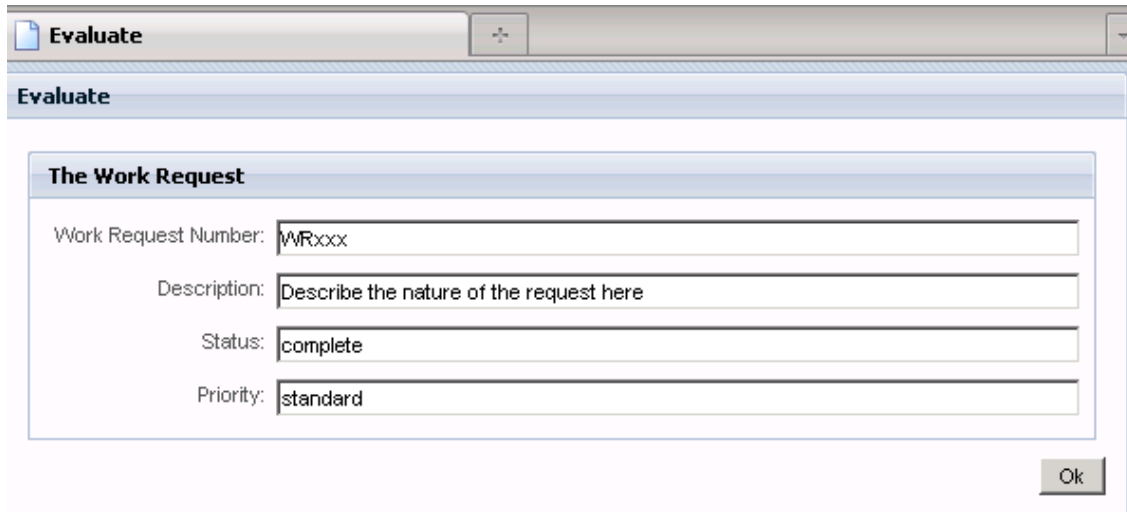 Evaluate
Evaluate
The Work Request
Work Request Number: WRxxx
Description: Describe the nature of the request here
Status: complete
Priority: standard
Ok